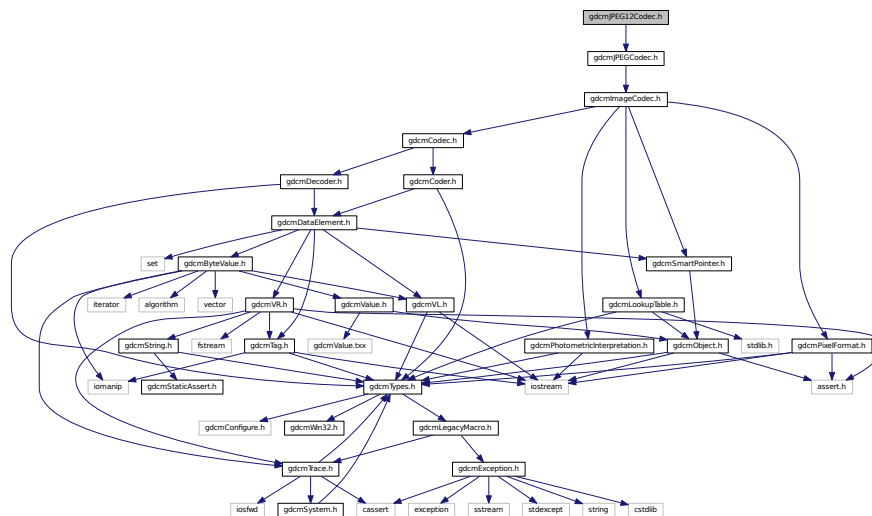 gdcmJPEG12Codec.h
gdcmJPEGCodec.h
gdcmImageCodec.h
gdcmCodec.h
gdcmDecoder.h
gdcmCoder.h
gdcmDataElement.h
set
gdcmByteValue.h
gdcmSmartPointer.h
iterator
algorithm
vector
gdcmVR.h
gdcmValue.h
gdcmVL.h
gdcmLookupTable.h
gdcmString.h
fstream
gdcmTag.h
gdcmValue.txx
gdcmPhotometricInterpretation.h
gdcmObject.h
stdlib.h
gdcmPixelFormat.h
iomanip
gdcmStaticAssert.h
gdcmTypes.h
iostream
assert.h
gdcmConfigure.h
gdcmWin32.h
gdcmLegacyMacro.h
gdcmTrace.h
gdcmException.h
iosfwd
gdcmSystem.h
cassert
exception
sstream
stdexcept
string
cstdlib